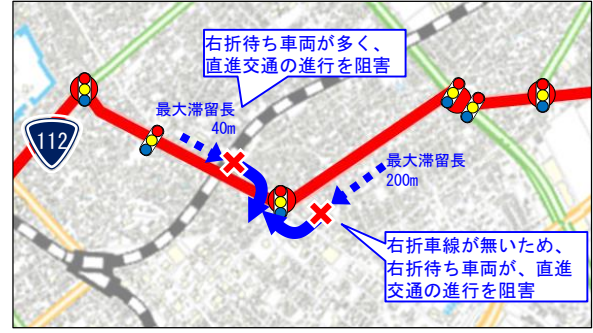 右折待ち車両が多く、
直進交通の進行を阻害
最大滞留長
40m
112
最大滞留長
200m
右折車線が無いため、
右折待ち車両が、直進
交通の進行を阻害